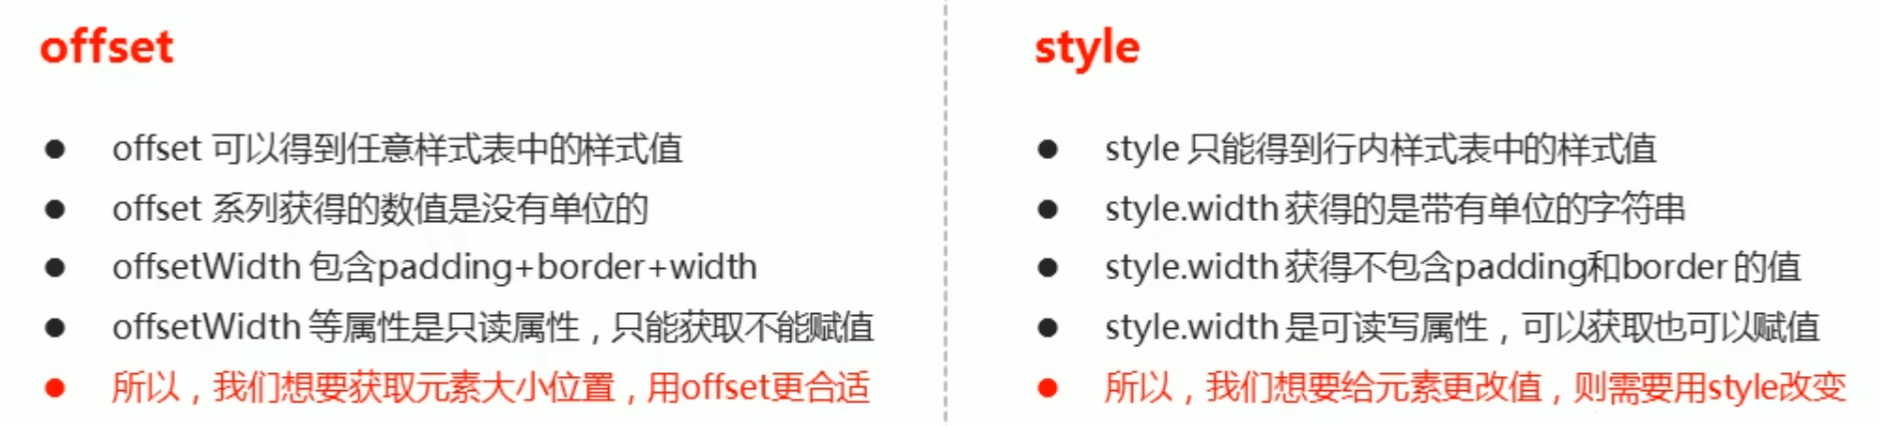 offset
offset 可以得到任意样式表中的样式值
offset 系列获得的数值是没有单位的
offsetWidth 包含padding+border+width
offsetWidth 等属性是只读属性，只能获取不能赋值
所以，我们想要获取元素大小位置，用offset更合适
style
style 只能得到行内样式表中的样式值
style.width 获得的是带有单位的字符串
style.width 获得不包含padding和border 的值
style.width 是可读写属性，可以获取也可以赋值
所以，我们想要给元素更改值，则需要用style改变